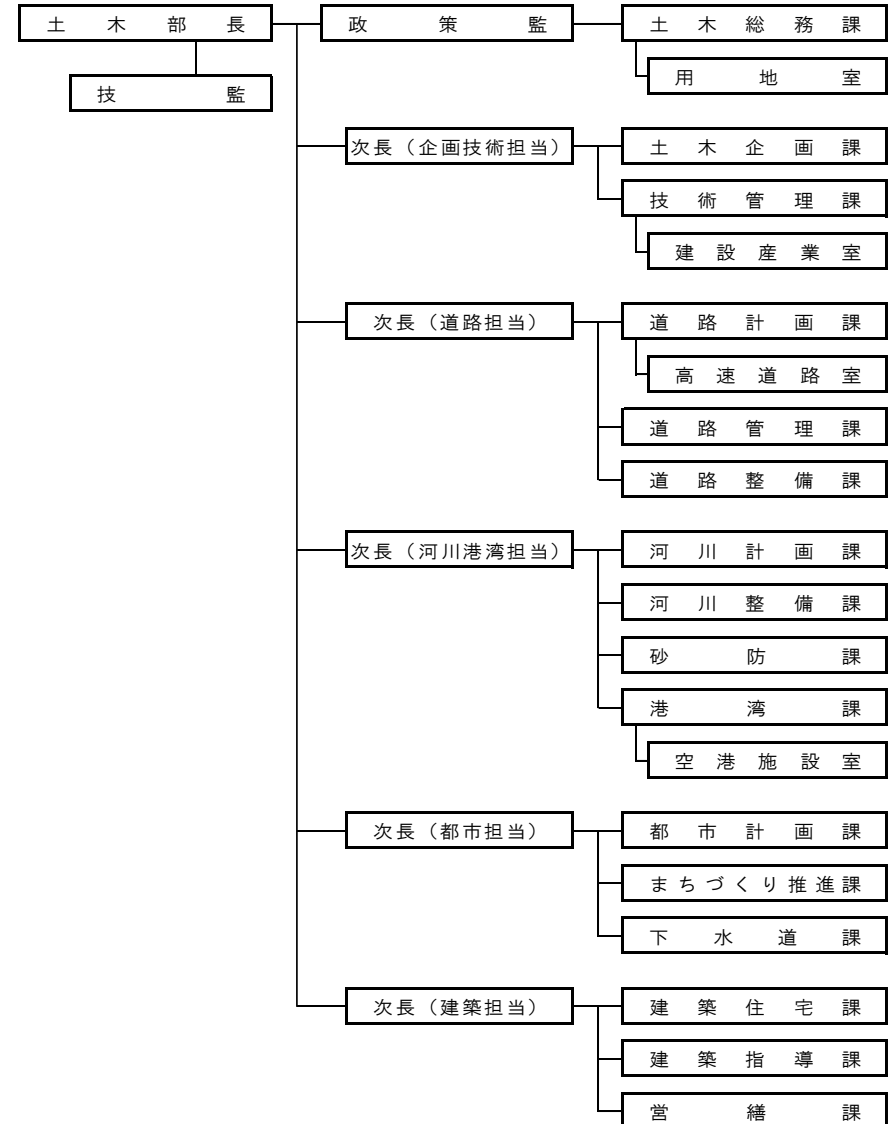 土木部長 政策監 土木総務課
技監 用地室
次長（企画技術担当） 土木企画課
技術管理課
建設産業室
次長（道路担当） 道路計画課
高速道路室
道路管理課
道路整備課
次長（河川港湾担当） 河川計画課
河川整備課
砂防課
港湾課
空港施設室
次長（都市担当） 都市計画課
まちづくり推進課
下水道課
次長（建築担当） 建築住宅課
建築指導課
営繕課